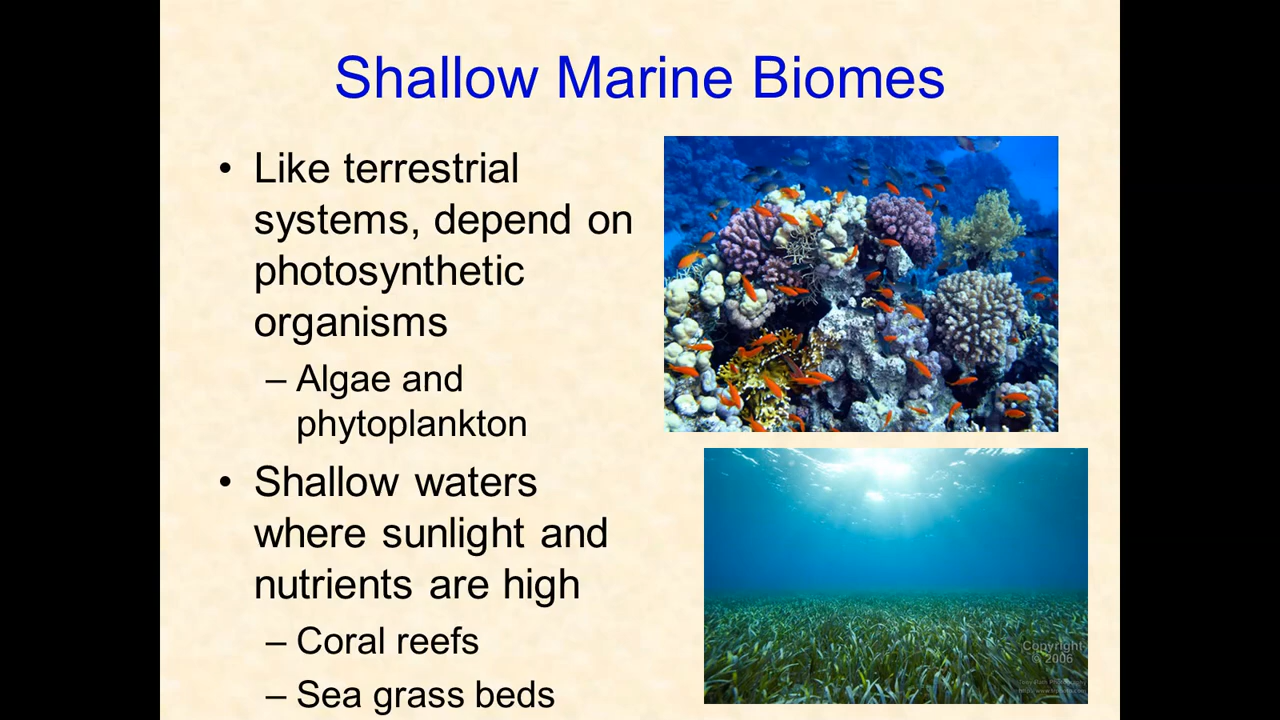 Shallow Marine Biomes
• Like terrestrial
systems, depend on
photosynthetic
organisms
– Algae and
phytoplankton
• Shallow waters
where sunlight and
nutrients are high
– Coral reefs
– Sea grass beds
Copyright
© 2006